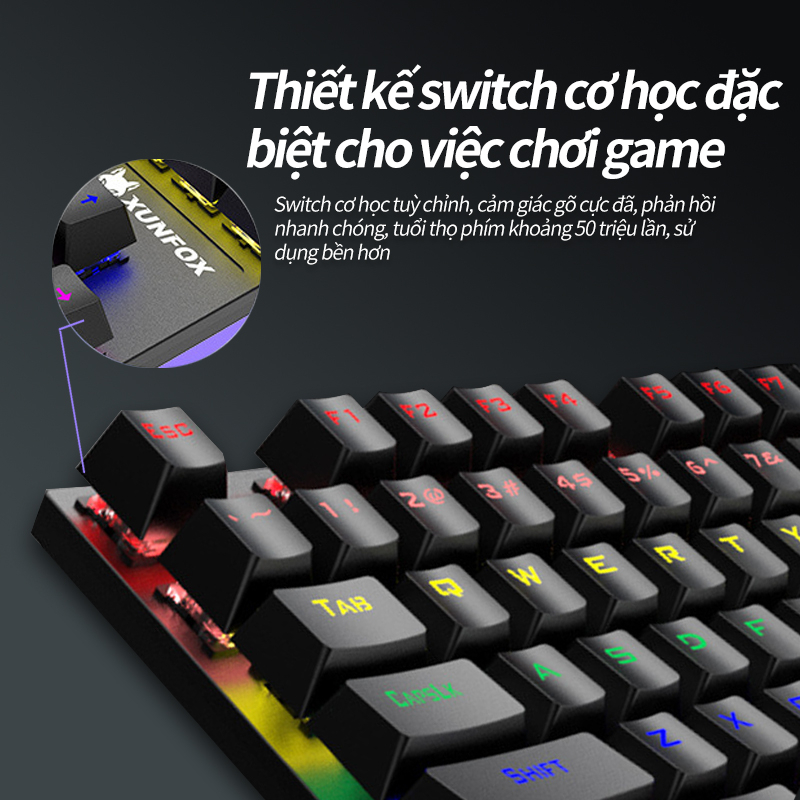 Thiết kế switch cơ học đặc
biệt cho việc chơi game
Switch cơ học tuỳ chỉnh, cảm giác gõ cực đã, phản hồi
nhanh chóng, tuổi thọ phím khoảng 50 triệu lần, sử
dụng bền hơn
XUNFOX
ESC F1 F2 F3 F4 F5 F6 F7
` ~ 1 ! 2 @ 3 # 4 $ 5 % 6 ^ 7 &
TAB Q W E R T Y
CAPSLK A S D F
SHIFT Z X